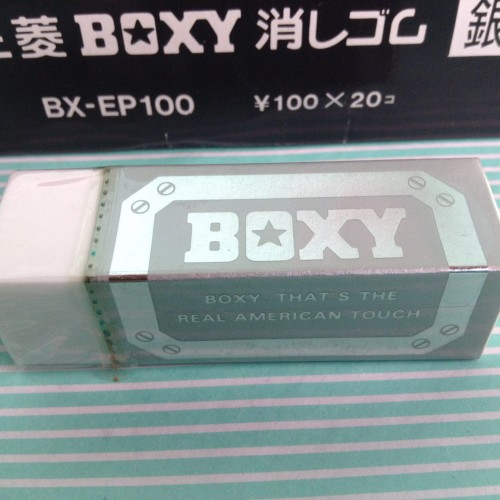 三菱 BOXY 消しゴム 銀
BX-EP100 ¥100×20コ
BOXY
BOXY. THAT'S THE
REAL AMERICAN TOUCH